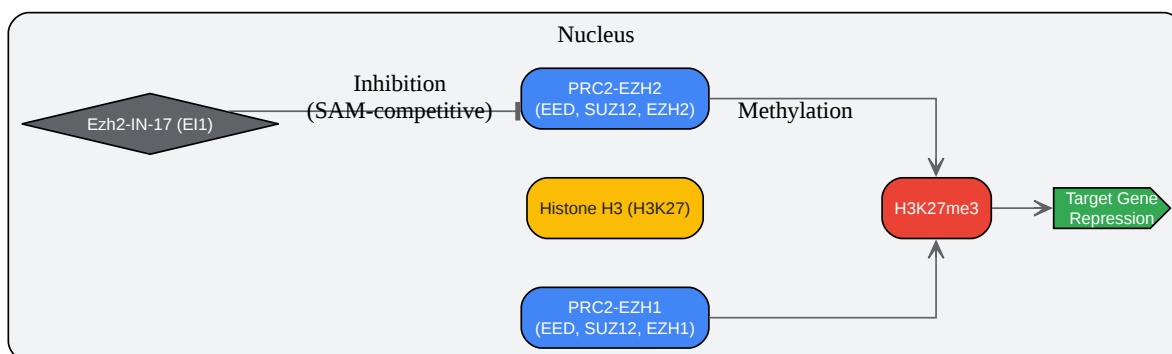 Nucleus
Inhibition
(SAM-competitive)
Ezh2-IN-17 (EI1)
PRC2-EZH2
(EED, SUZ12, EZH2)
Methylation
Histone H3 (H3K27)
H3K27me3
Target Gene
Repression
PRC2-EZH1
(EED, SUZ12, EZH1)